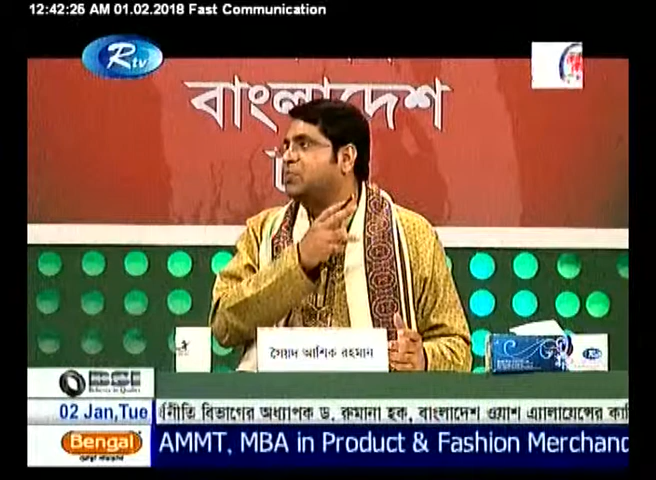 12:42:26 AM 01.02.2018 Fast Communication
Rtv
বাংলাদেশ
সৈয়দ আশিক রহমান
BSI
02 Jan,Tue
র্নীতি বিভাগের অধ্যাপক ড. রুমানা হক, বাংলাদেশ ওয়াশ এ্যালায়েন্সের কা
Bengal
AMMT, MBA in Product & Fashion Merchand